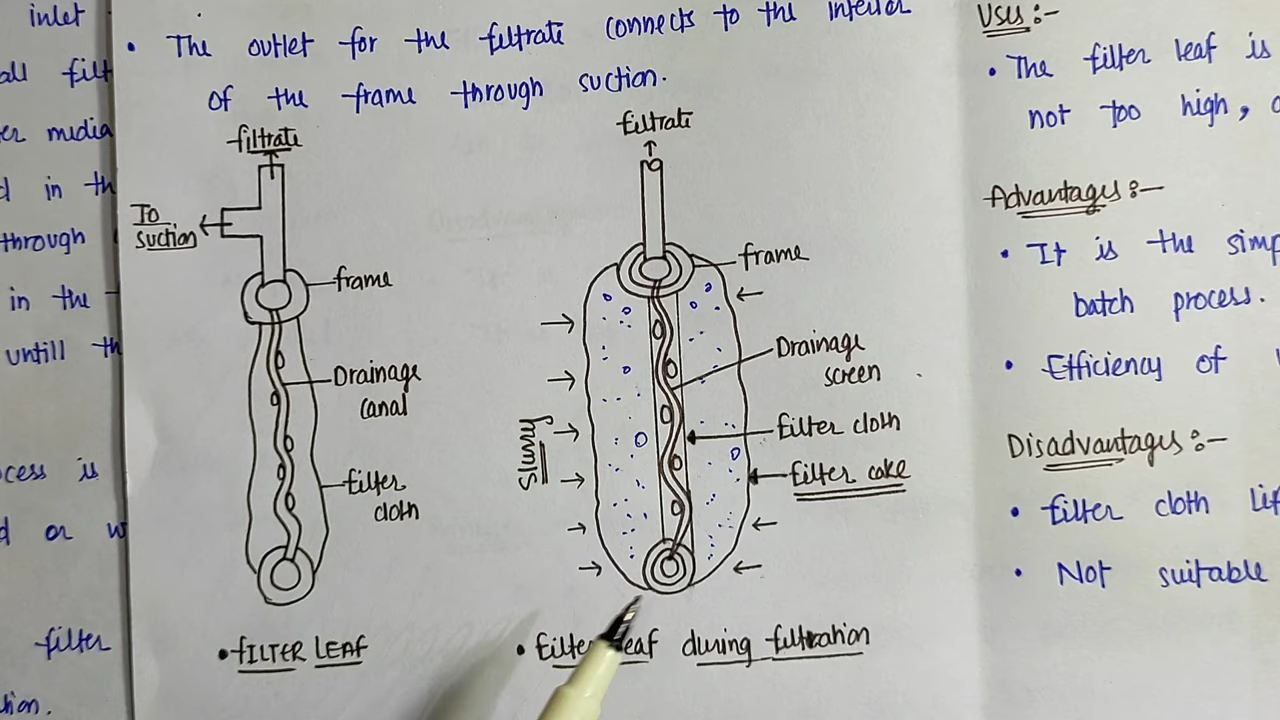 inlet
all filt
er media
d in th
through
in the
untill th
ocess is
d or w
filter
tion.
• The outlet for the filtrate connects to the interior
of the frame through suction.
filtrate
To
suction
frame
Drainage
canal
filter
cloth
• FILTER LEAF
filtrate
frame
Drainage
screen
slurry
filter cloth
filter cake
• Filter leaf during filtration
Uses :-
• The filter leaf is
not too high,
Advantages :-
• It is the simp
batch process.
• Efficiency of
Disadvantages :-
• Filter cloth lif
• Not suitable